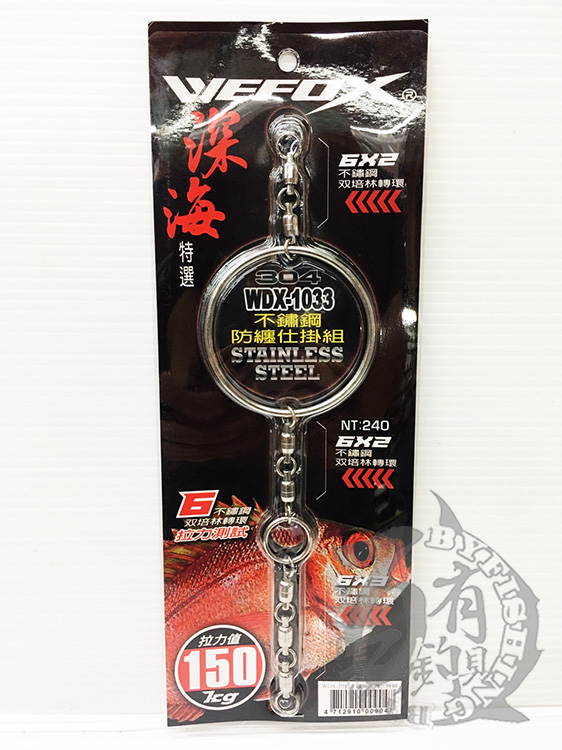 WEFOX®
深海
特選
6X2
不鏽鋼
双培林轉環
304
WDX-1033
不鏽鋼
防纏仕掛組
STAINLESS
STEEL
NT:240
6X2
不鏽鋼
双培林轉環
6不鏽鋼
双培林轉環
拉力測試
6X3
不鏽鋼
双培林轉環
拉力值
150
kg
4 712910 009047
BYFISHING
有
釣具